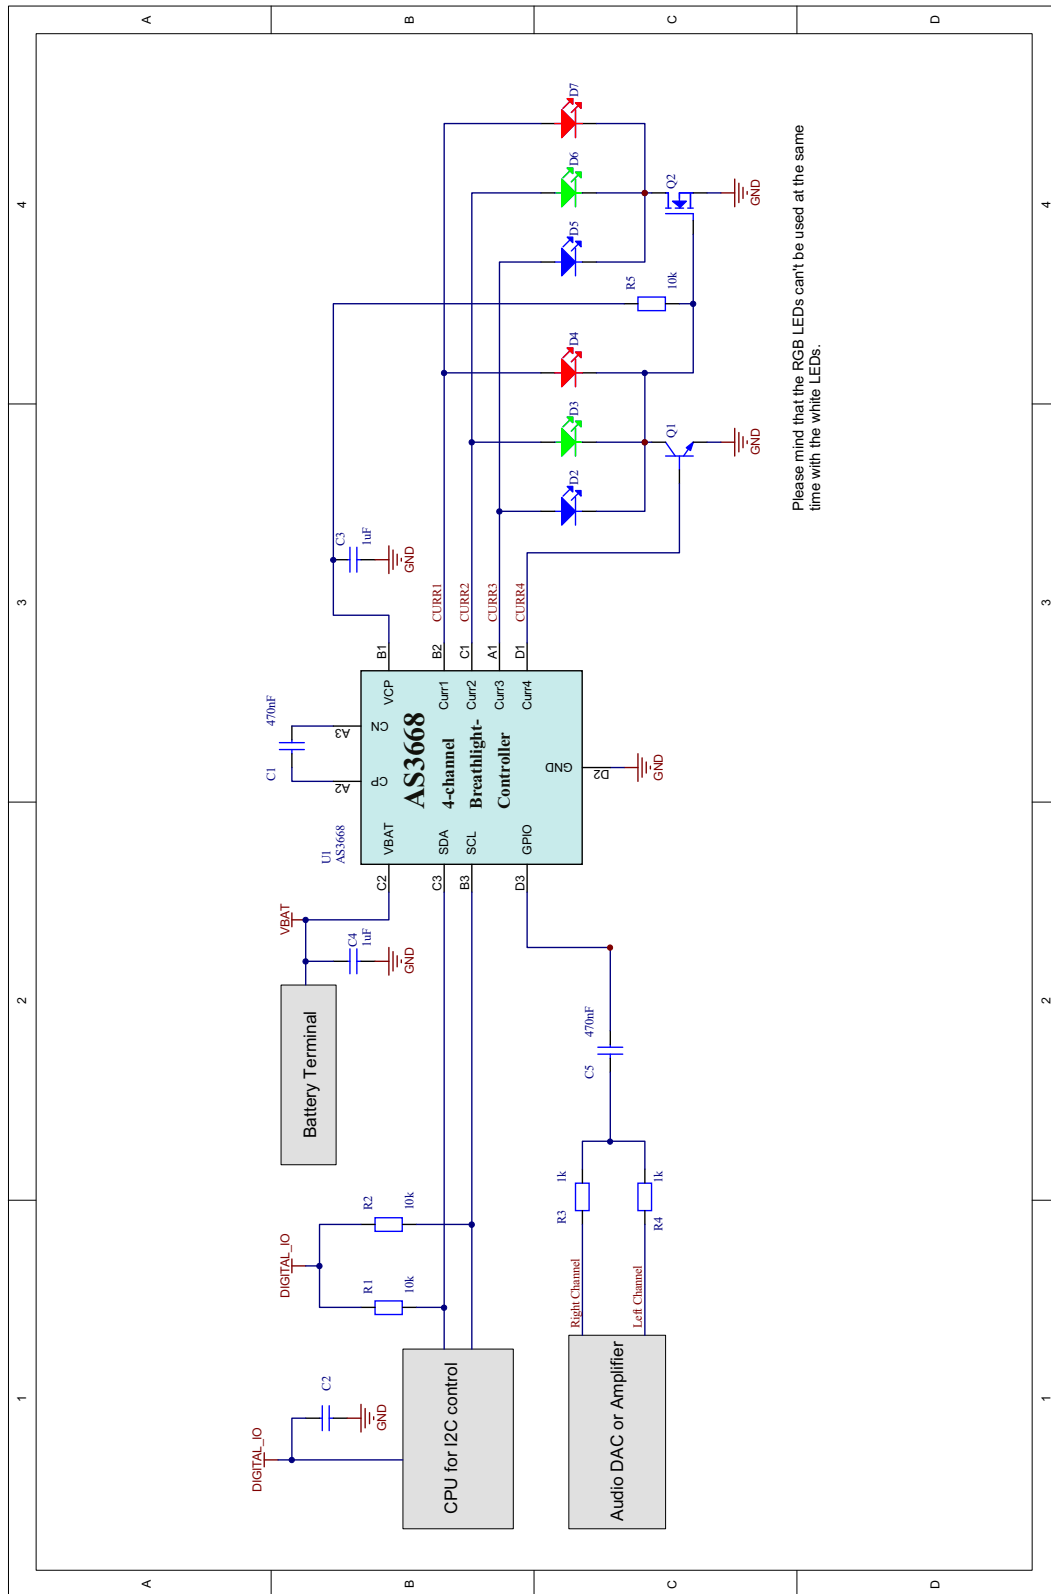 1
2
3
4
A
B
C
D
DIGITAL_IO
C2
GND
CPU for I2C control
DIGITAL_IO
R1
10k
R2
10k
Battery Terminal
VBAT
C4
1uF
GND
Audio DAC or Amplifier
Right Channel
Left Channel
R3
1k
R4
1k
C5
470nF
U1
AS3668
C1
470nF
A2
A3
CP
CN
C2
VBAT
C3
SDA
B3
SCL
D3
GPIO
AS3668
4-channel
Breathlight-
Controller
VCP
B1
Curr1
B2
Curr2
C1
Curr3
A1
Curr4
D1
GND
D2
GND
C3
1uF
GND
CURR1
CURR2
CURR3
CURR4
D2
D3
D4
D5
D6
D7
R5
10k
Q1
GND
Q2
GND
Please mind that the RGB LEDs can't be used at the same
time with the white LEDs.
1
2
3
4
A
B
C
D